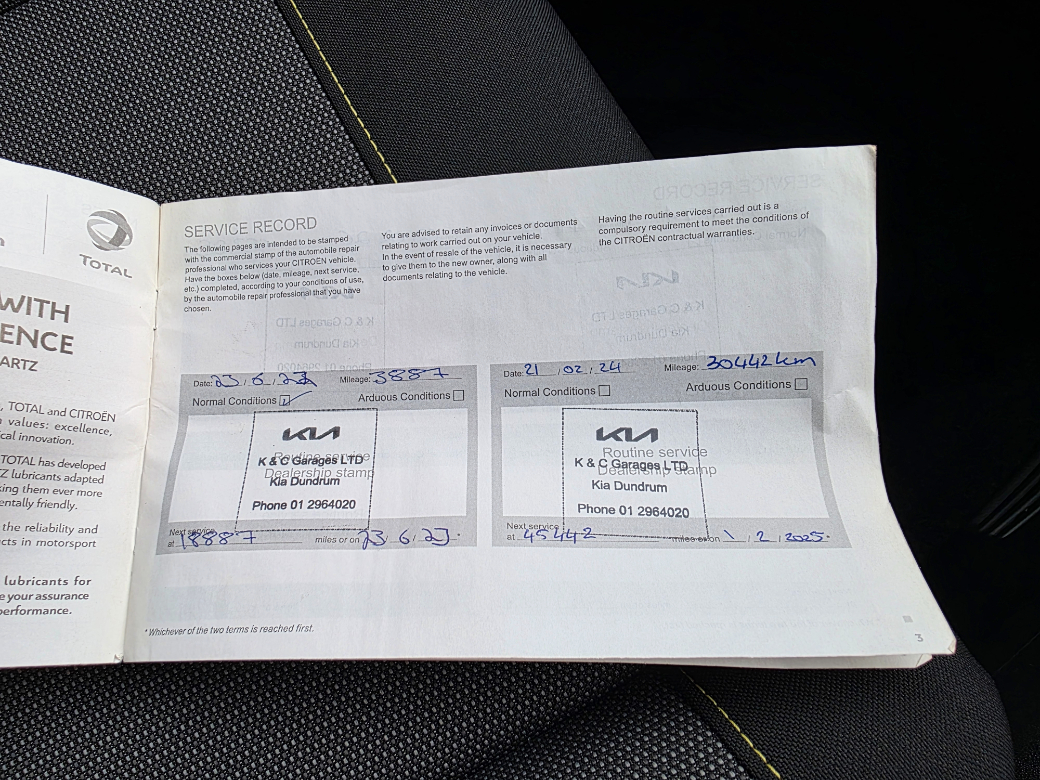 TOTAL
WITH
ENCE
ARTZ
, TOTAL and CITROËN
values: excellence,
ical innovation.
TOTAL has developed
TZ lubricants adapted
king them ever more
entally friendly.
the reliability and
cts in motorsport
lubricants for
e your assurance
performance.
SERVICE RECORD
The following pages are intended to be stamped
with the commercial stamp of the automobile repair
professional who services your CITROËN vehicle.
Have the boxes below (date, mileage, next service,
etc.) completed, according to your conditions of use,
by the automobile repair professional that you have
chosen.
You are advised to retain any invoices or documents
relating to work carried out on your vehicle.
In the event of resale of the vehicle, it is necessary
to give them to the new owner, along with all
documents relating to the vehicle.
Having the routine services carried out is a
compulsory requirement to meet the conditions of
the CITROËN contractual warranties.
Date: 23 / 6 / Mileage: 3887
Normal Conditions Arduous Conditions
KIA
Routine service
K & C Garages LTD
Dealership stamp
Kia Dundrum
Phone 01 2964020
Next service
at 18887 miles or on 23 / 6 /
Date: 21 / 02 / 24 Mileage: 30442km
Normal Conditions Arduous Conditions
KIA
Routine service
K & C Garages LTD
Dealership stamp
Kia Dundrum
Phone 01 2964020
Next service
at 45442 miles or on \ / 2 / 2025.
* Whichever of the two terms is reached first.
3